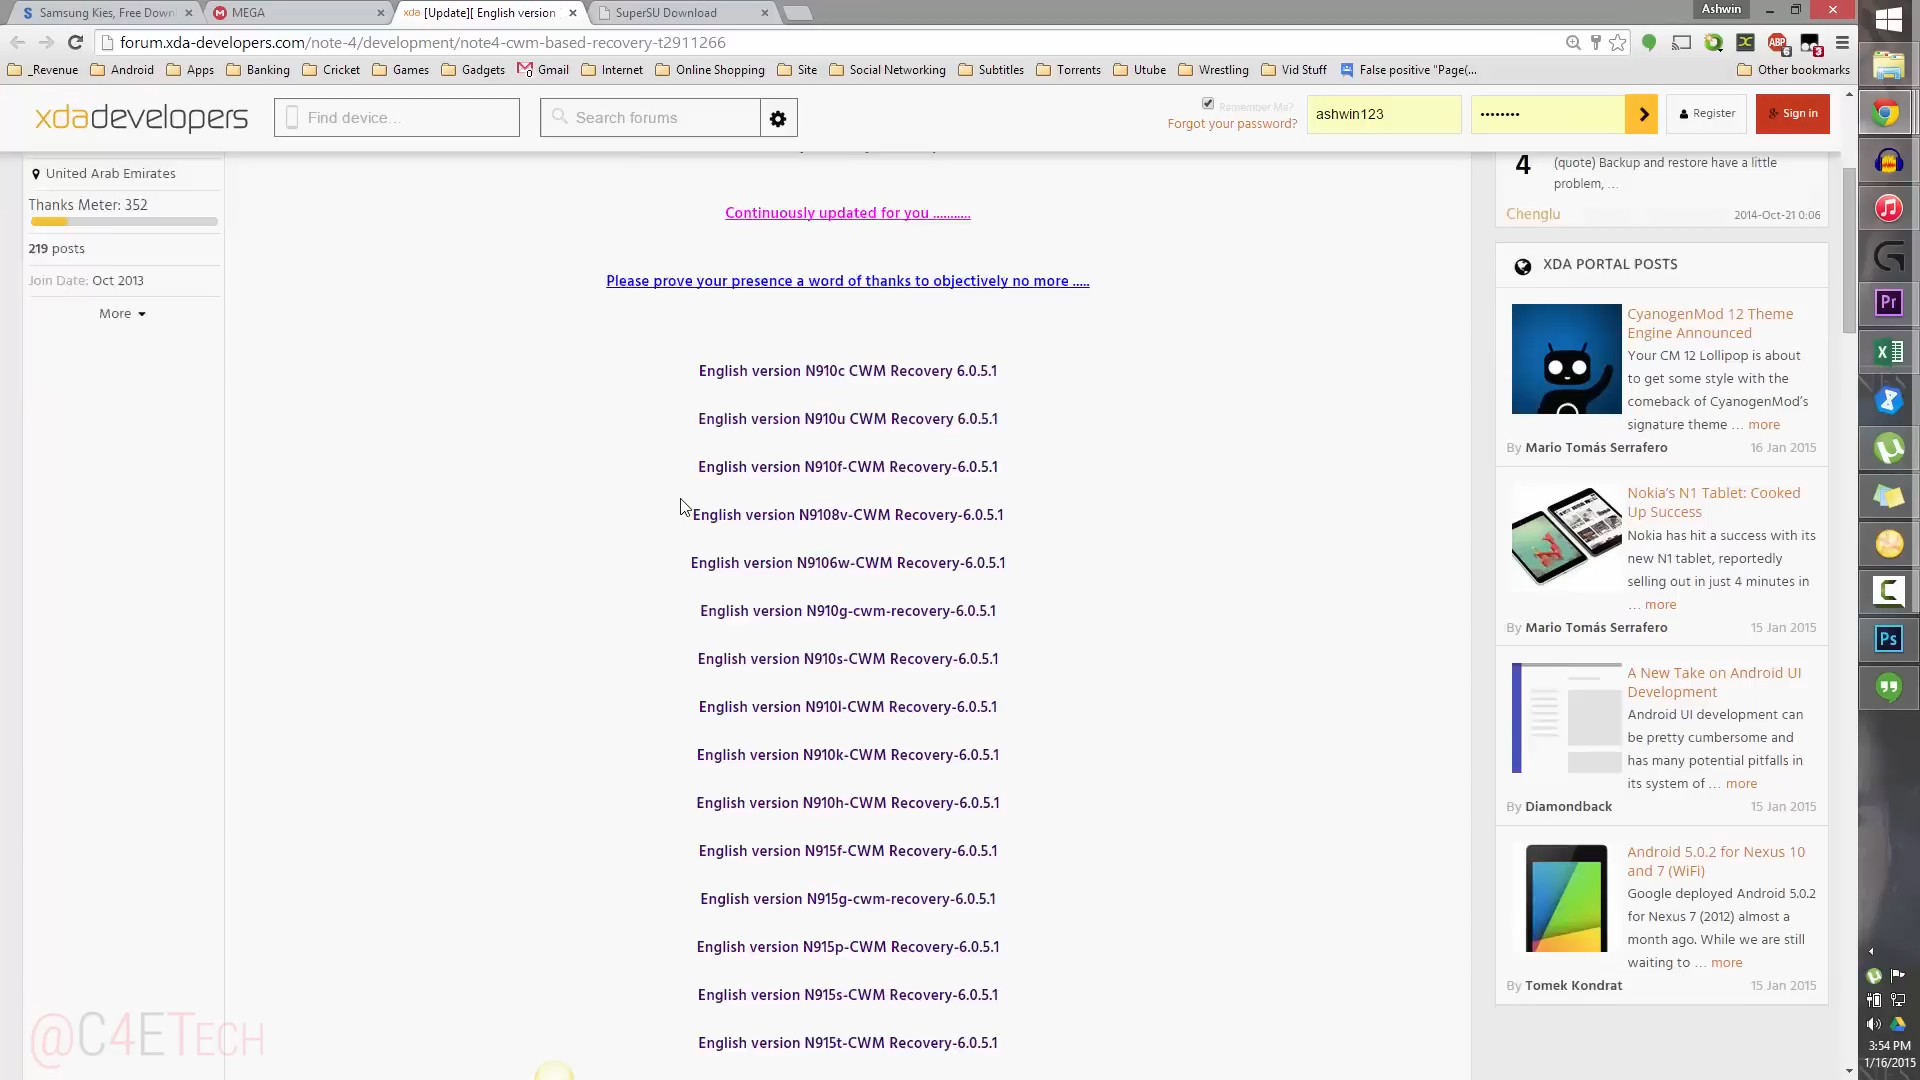 Samsung Kies, Free Down
MEGA
[Update][ English version
SuperSU Download
Ashwin
forum.xda-developers.com/note-4/development/note4-cwm-based-recovery-t2911266
_Revenue
Android
Apps
Banking
Cricket
Games
Gadgets
Gmail
Internet
Online Shopping
Site
Social Networking
Subtitles
Torrents
Utube
Wrestling
Vid Stuff
False positive "Page(...
Other bookmarks
xdadevelopers
Find device...
Search forums
Remember Me?
Forgot your password?
ashwin123
••••••••
Register
Sign in
United Arab Emirates
Thanks Meter: 352
219 posts
Join Date: Oct 2013
More
Continuously updated for you ...........
Please prove your presence a word of thanks to objectively no more .....
English version N910c CWM Recovery 6.0.5.1
English version N910u CWM Recovery 6.0.5.1
English version N910f-CWM Recovery-6.0.5.1
English version N9108v-CWM Recovery-6.0.5.1
English version N9106w-CWM Recovery-6.0.5.1
English version N910g-cwm-recovery-6.0.5.1
English version N910s-CWM Recovery-6.0.5.1
English version N910l-CWM Recovery-6.0.5.1
English version N910k-CWM Recovery-6.0.5.1
English version N910h-CWM Recovery-6.0.5.1
English version N915f-CWM Recovery-6.0.5.1
English version N915g-cwm-recovery-6.0.5.1
English version N915p-CWM Recovery-6.0.5.1
English version N915s-CWM Recovery-6.0.5.1
English version N915t-CWM Recovery-6.0.5.1
4
(quote) Backup and restore have a little
problem, …
Chenglu
2014-Oct-21 0:06
XDA PORTAL POSTS
CyanogenMod 12 Theme
Engine Announced
Your CM 12 Lollipop is about
to get some style with the
comeback of CyanogenMod's
signature theme … more
By Mario Tomás Serrafero
16 Jan 2015
Nokia's N1 Tablet: Cooked
Up Success
Nokia has hit a success with its
new N1 tablet, reportedly
selling out in just 4 minutes in
… more
By Mario Tomás Serrafero
15 Jan 2015
A New Take on Android UI
Development
Android UI development can
be pretty cumbersome and
has many potential pitfalls in
its system of … more
By Diamondback
15 Jan 2015
Android 5.0.2 for Nexus 10
and 7 (WiFi)
Google deployed Android 5.0.2
for Nexus 7 (2012) almost a
month ago. While we are still
waiting to … more
By Tomek Kondrat
15 Jan 2015
@C4ETech
3:54 PM
1/16/2015